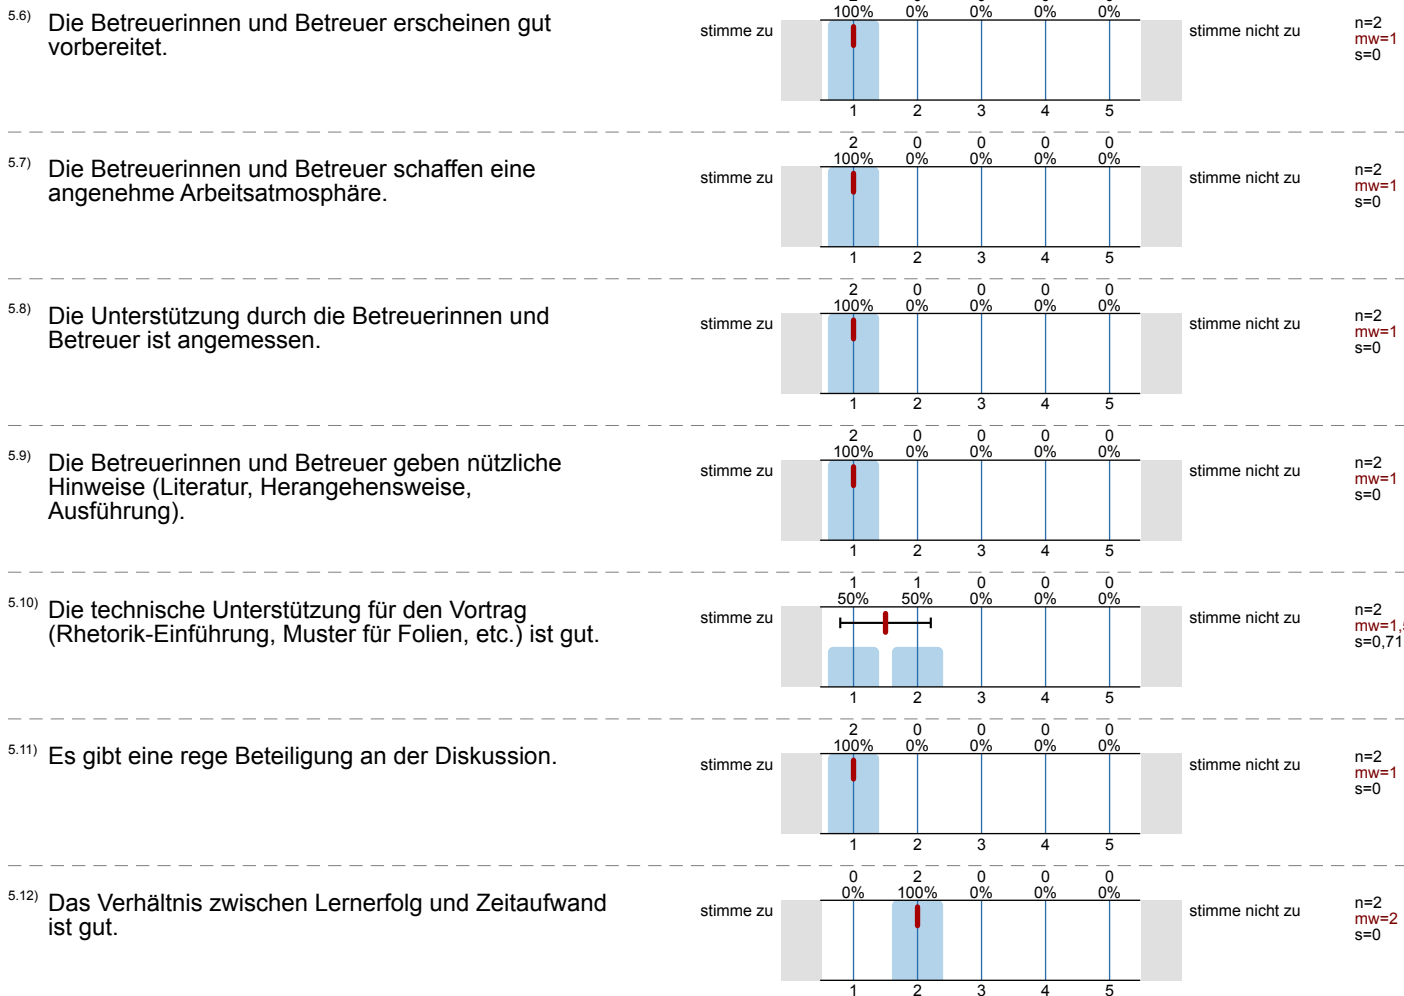 5.6) Die Betreuerinnen und Betreuer erscheinen gut
vorbereitet.
stimme zu
2 0 0 0 0
100% 0% 0% 0% 0%
1 2 3 4 5
stimme nicht zu
n=2
mw=1
s=0
5.7) Die Betreuerinnen und Betreuer schaffen eine
angenehme Arbeitsatmosphäre.
stimme zu
2 0 0 0 0
100% 0% 0% 0% 0%
1 2 3 4 5
stimme nicht zu
n=2
mw=1
s=0
5.8) Die Unterstützung durch die Betreuerinnen und
Betreuer ist angemessen.
stimme zu
2 0 0 0 0
100% 0% 0% 0% 0%
1 2 3 4 5
stimme nicht zu
n=2
mw=1
s=0
5.9) Die Betreuerinnen und Betreuer geben nützliche
Hinweise (Literatur, Herangehensweise,
Ausführung).
stimme zu
2 0 0 0 0
100% 0% 0% 0% 0%
1 2 3 4 5
stimme nicht zu
n=2
mw=1
s=0
5.10) Die technische Unterstützung für den Vortrag
(Rhetorik-Einführung, Muster für Folien, etc.) ist gut.
stimme zu
1 1 0 0 0
50% 50% 0% 0% 0%
1 2 3 4 5
stimme nicht zu
n=2
mw=1,5
s=0,71
5.11) Es gibt eine rege Beteiligung an der Diskussion.
stimme zu
2 0 0 0 0
100% 0% 0% 0% 0%
1 2 3 4 5
stimme nicht zu
n=2
mw=1
s=0
5.12) Das Verhältnis zwischen Lernerfolg und Zeitaufwand
ist gut.
stimme zu
0 2 0 0 0
0% 100% 0% 0% 0%
1 2 3 4 5
stimme nicht zu
n=2
mw=2
s=0